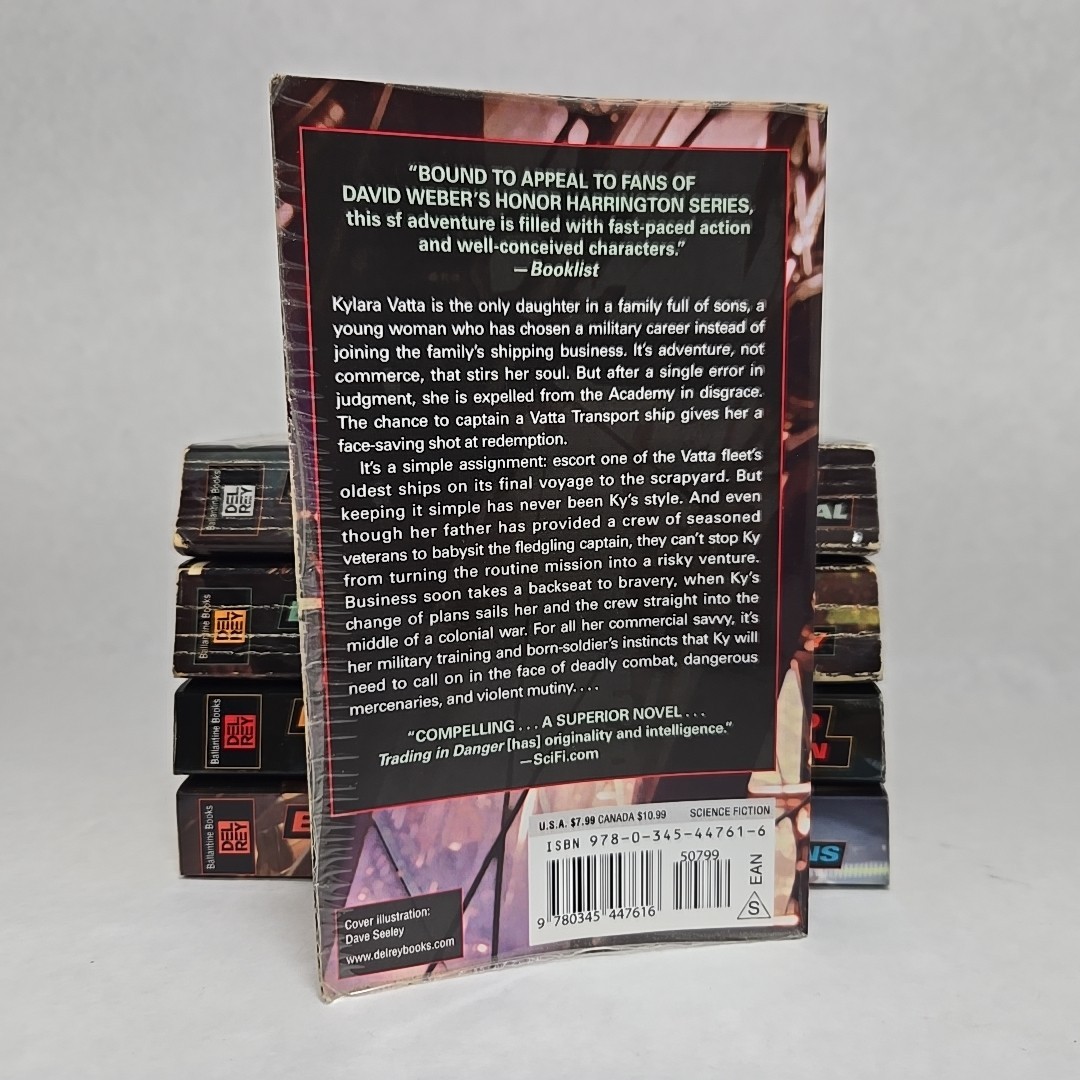 “BOUND TO APPEAL TO FANS OF
DAVID WEBER’S HONOR HARRINGTON SERIES,
this sf adventure is filled with fast-paced action
and well-conceived characters.”
—Booklist
Kylara Vatta is the only daughter in a family full of sons, a
young woman who has chosen a military career instead of
joining the family’s shipping business. It’s adventure, not
commerce, that stirs her soul. But after a single error in
judgment, she is expelled from the Academy in disgrace.
The chance to captain a Vatta Transport ship gives her a
face-saving shot at redemption.
It’s a simple assignment: escort one of the Vatta fleet’s
oldest ships on its final voyage to the scrapyard. But
keeping it simple has never been Ky’s style. And even
though her father has provided a crew of seasoned
veterans to babysit the fledgling captain, they can’t stop Ky
from turning the routine mission into a risky venture.
Business soon takes a backseat to bravery, when Ky’s
change of plans sails her and the crew straight into the
middle of a colonial war. For all her commercial savvy, it’s
her military training and born-soldier’s instincts that Ky will
need to call on in the face of deadly combat, dangerous
mercenaries, and violent mutiny. . . .
“COMPELLING . . . A SUPERIOR NOVEL . . .
Trading in Danger [has] originality and intelligence.”
—SciFi.com
U.S.A. $7.99 CANADA $10.99 SCIENCE FICTION
ISBN 978-0-345-44761-6
50799
9 780345 447616
S EAN
Cover illustration:
Dave Seeley
www.delreybooks.com
Ballantine Books
DEL REY
AL
Ballantine Books
DEL REY
Ballantine Books
DEL REY
N
Ballantine Books
DEL REY
NS